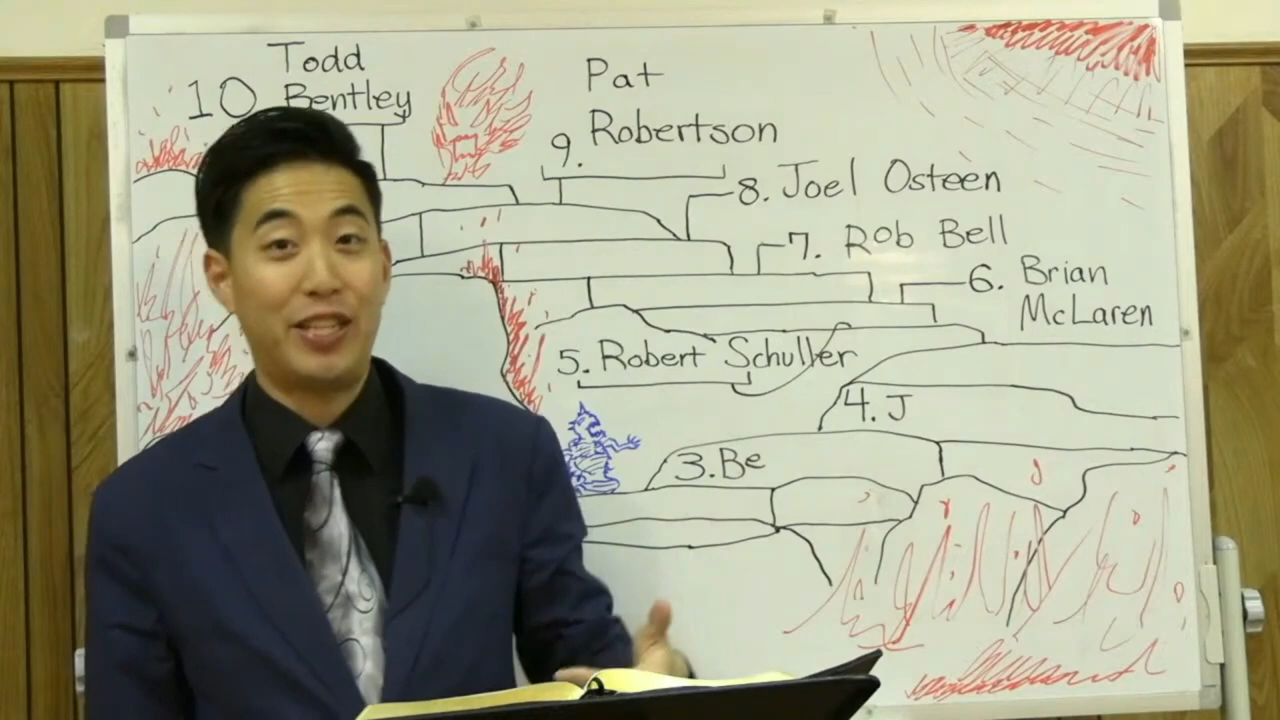 10
Todd
Bentley
9.
Pat
Robertson
8. Joel Osteen
7. Rob Bell
6. Brian
McLaren
5. Robert Schuller
4. J
3. Be